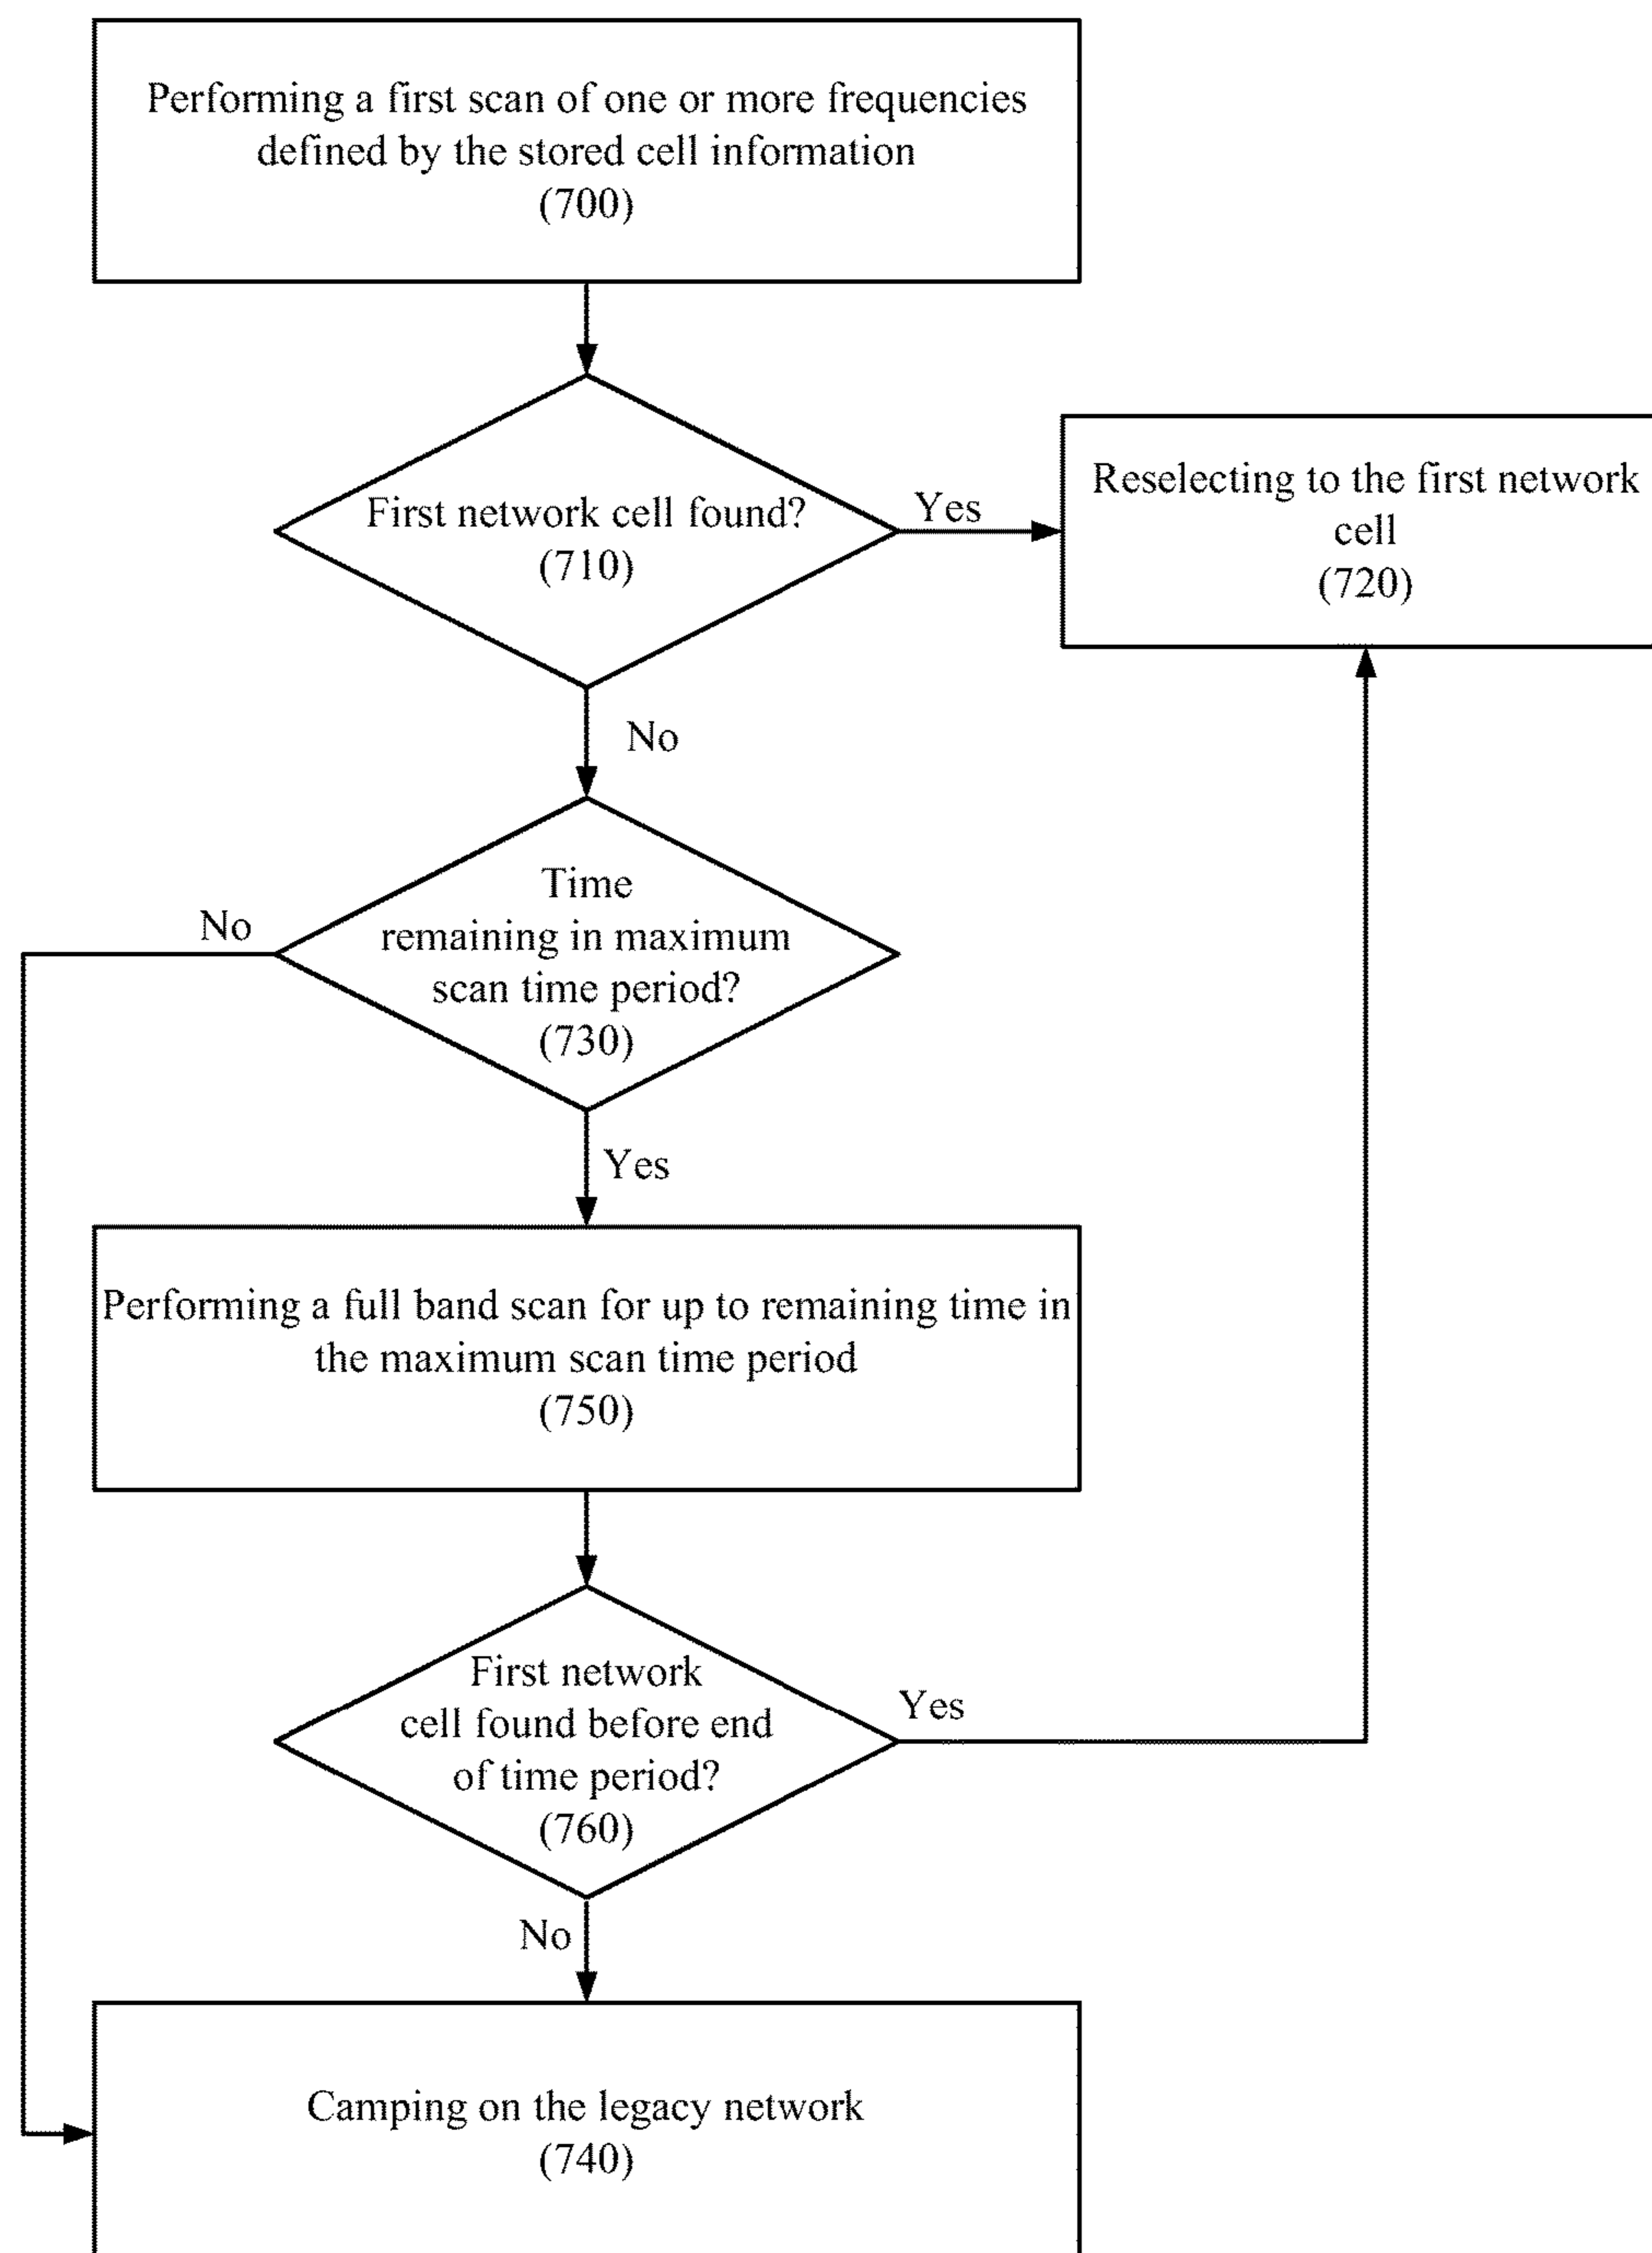 Performing a first scan of one or more frequencies
defined by the stored cell information
(700)
First network cell found?
(710)
Yes
Reselecting to the first network
cell
(720)
No
Time
remaining in maximum
scan time period?
(730)
No
Yes
Performing a full band scan for up to remaining time in
the maximum scan time period
(750)
First network
cell found before end
of time period?
(760)
Yes
No
Camping on the legacy network
(740)